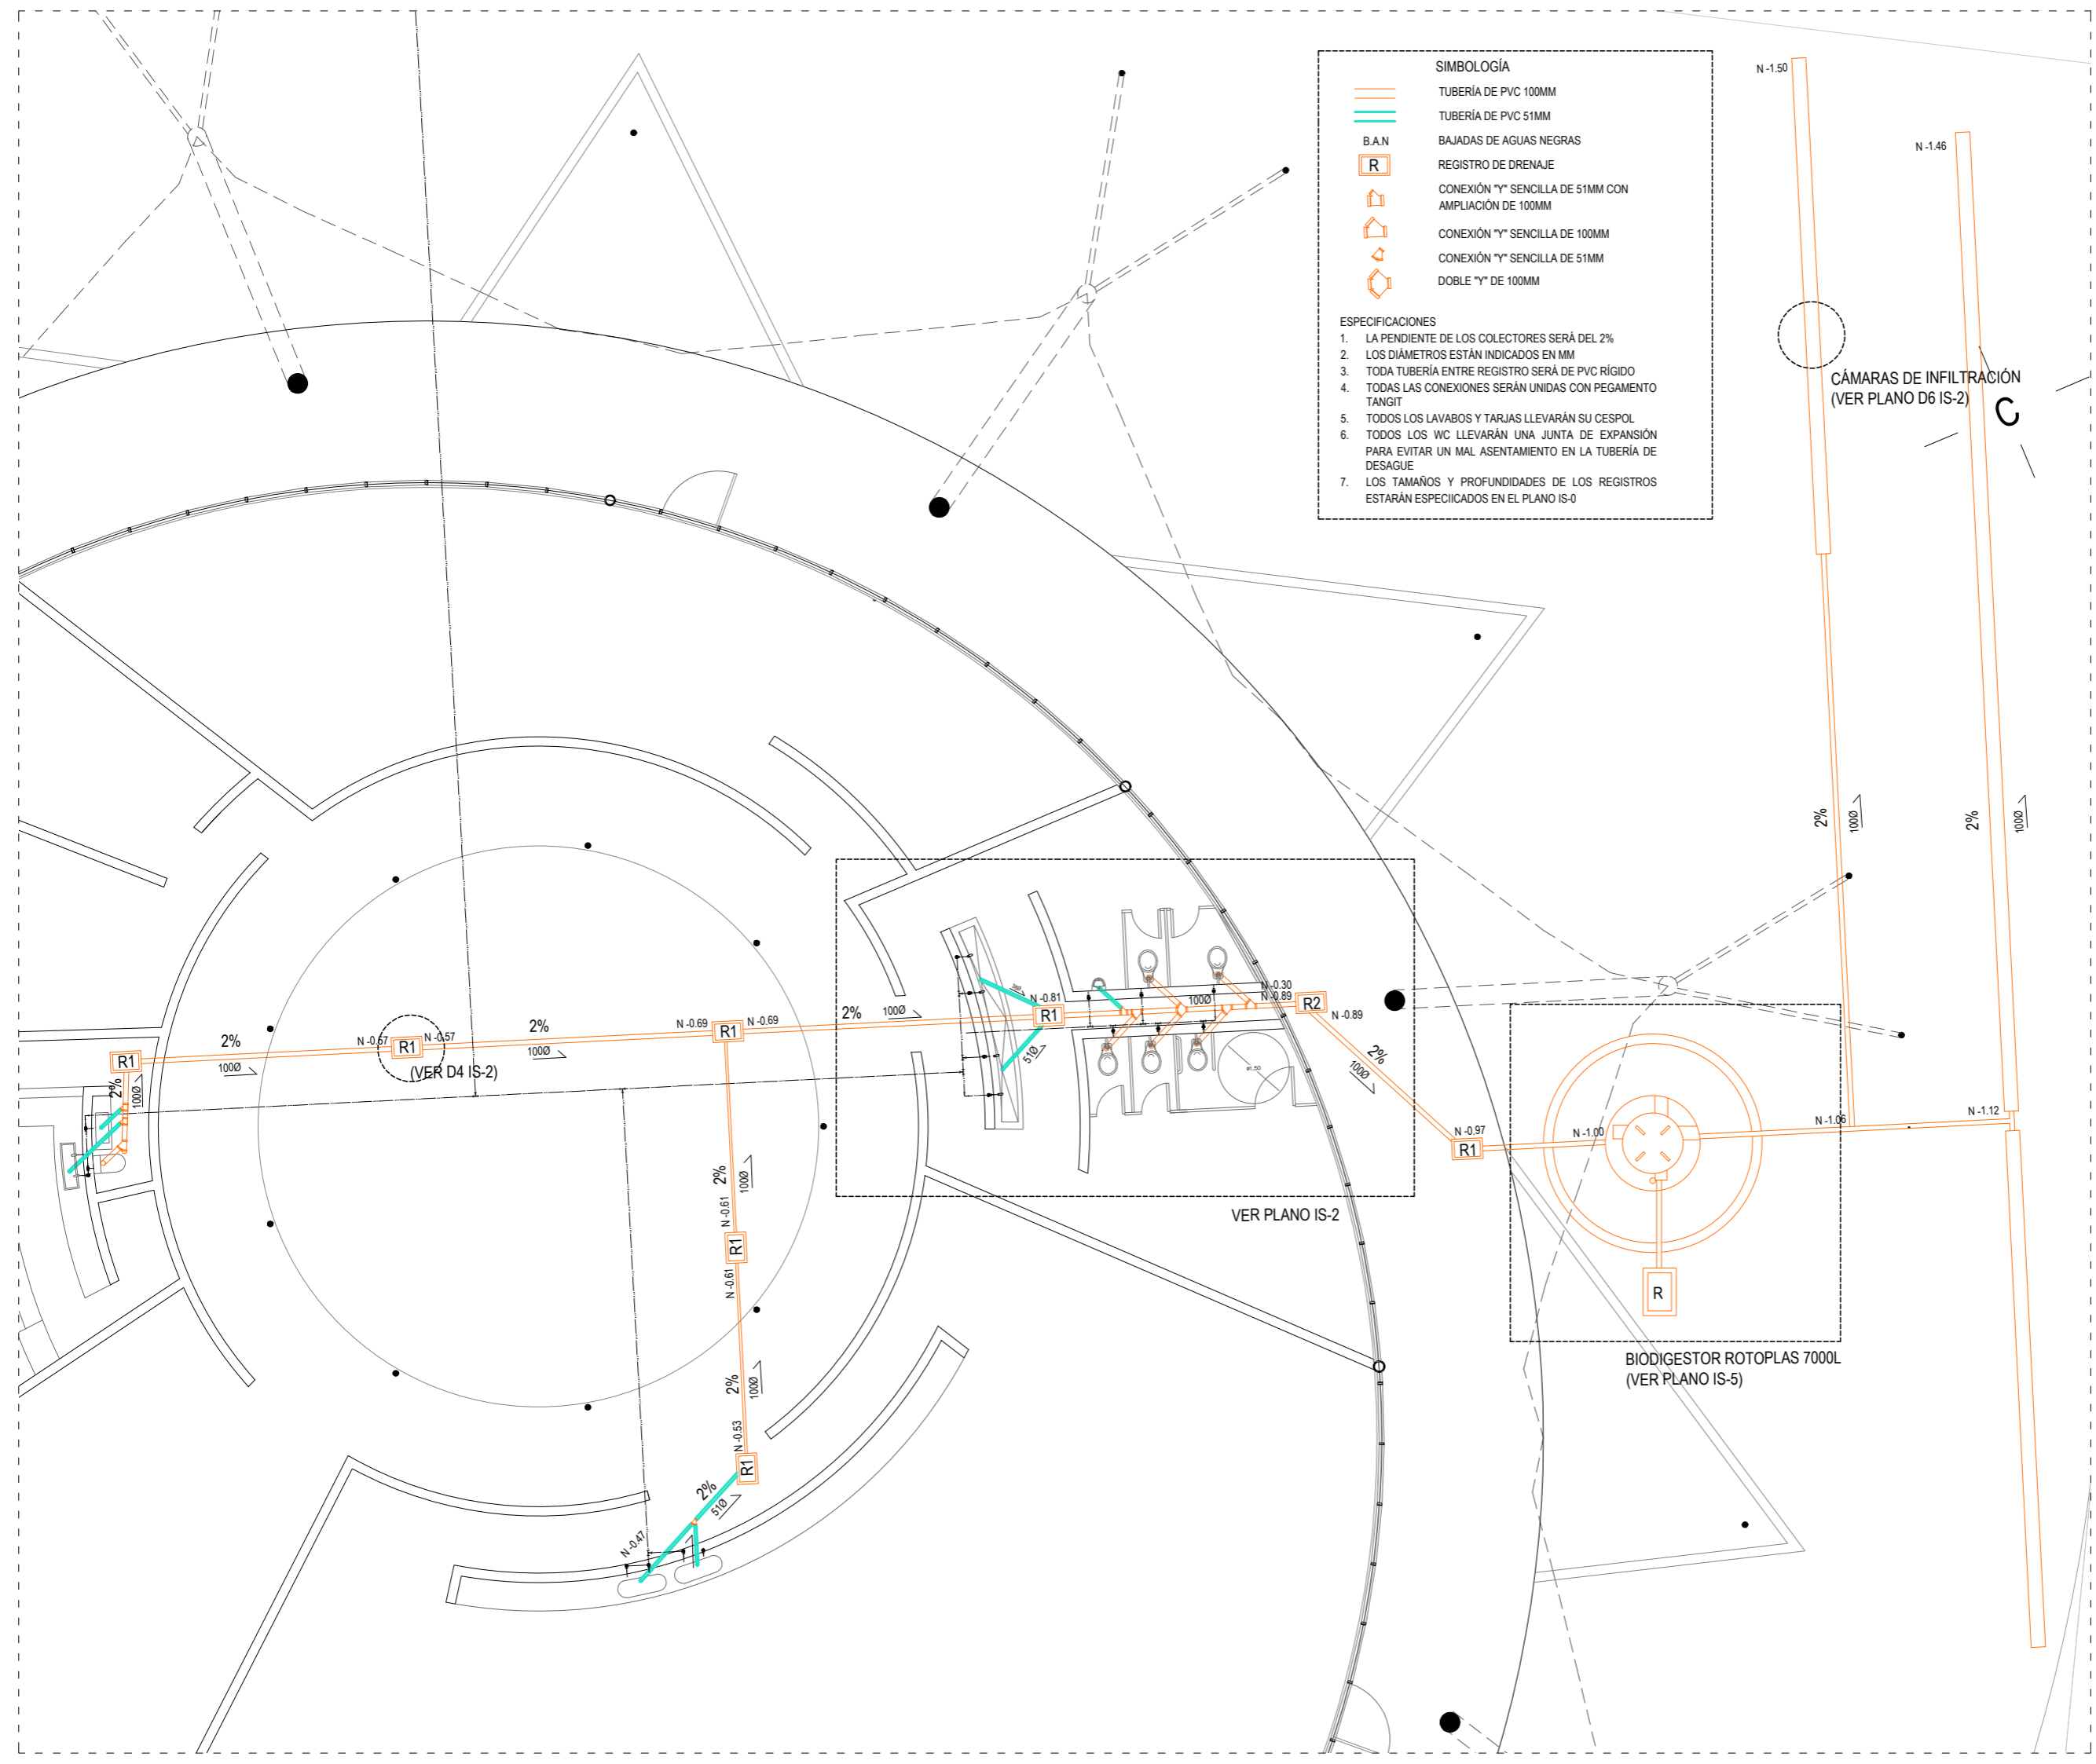 SIMBOLOGÍA
TUBERÍA DE PVC 100MM
TUBERÍA DE PVC 51MM
B.A.N BAJADAS DE AGUAS NEGRAS
R REGISTRO DE DRENAJE
CONEXIÓN "Y" SENCILLA DE 51MM CON
AMPLIACIÓN DE 100MM
CONEXIÓN "Y" SENCILLA DE 100MM
CONEXIÓN "Y" SENCILLA DE 51MM
DOBLE "Y" DE 100MM
ESPECIFICACIONES
1. LA PENDIENTE DE LOS COLECTORES SERÁ DEL 2%
2. LOS DIÁMETROS ESTÁN INDICADOS EN MM
3. TODA TUBERÍA ENTRE REGISTRO SERÁ DE PVC RÍGIDO
4. TODAS LAS CONEXIONES SERÁN UNIDAS CON PEGAMENTO
TANGIT
5. TODOS LOS LAVABOS Y TARJAS LLEVARÁN SU CESPOL
6. TODOS LOS WC LLEVARÁN UNA JUNTA DE EXPANSIÓN
PARA EVITAR UN MAL ASENTAMIENTO EN LA TUBERÍA DE
DESAGUE
7. LOS TAMAÑOS Y PROFUNDIDADES DE LOS REGISTROS
ESTARÁN ESPECIICADOS EN EL PLANO IS-0
N -1.50
N -1.46
CÁMARAS DE INFILTRACIÓN
(VER PLANO D6 IS-2)
C
2%
100Ø
2%
100Ø
R1
2%
100Ø
2%
100Ø
N -0.57
R1
N -0.57
(VER D4 IS-2)
2%
100Ø
N -0.69
R1
N -0.69
2%
100Ø
N -0.81
R1
51Ø
100Ø
N -0.30
N -0.89
R2
N -0.89
2%
100Ø
ø1.50
VER PLANO IS-2
N -0.97
R1
N -1.00
N -1.06
N -1.12
R
BIODIGESTOR ROTOPLAS 7000L
(VER PLANO IS-5)
2%
100Ø
N -0.61
R1
N -0.61
2%
100Ø
N -0.53
R1
2%
51Ø
N -0.47